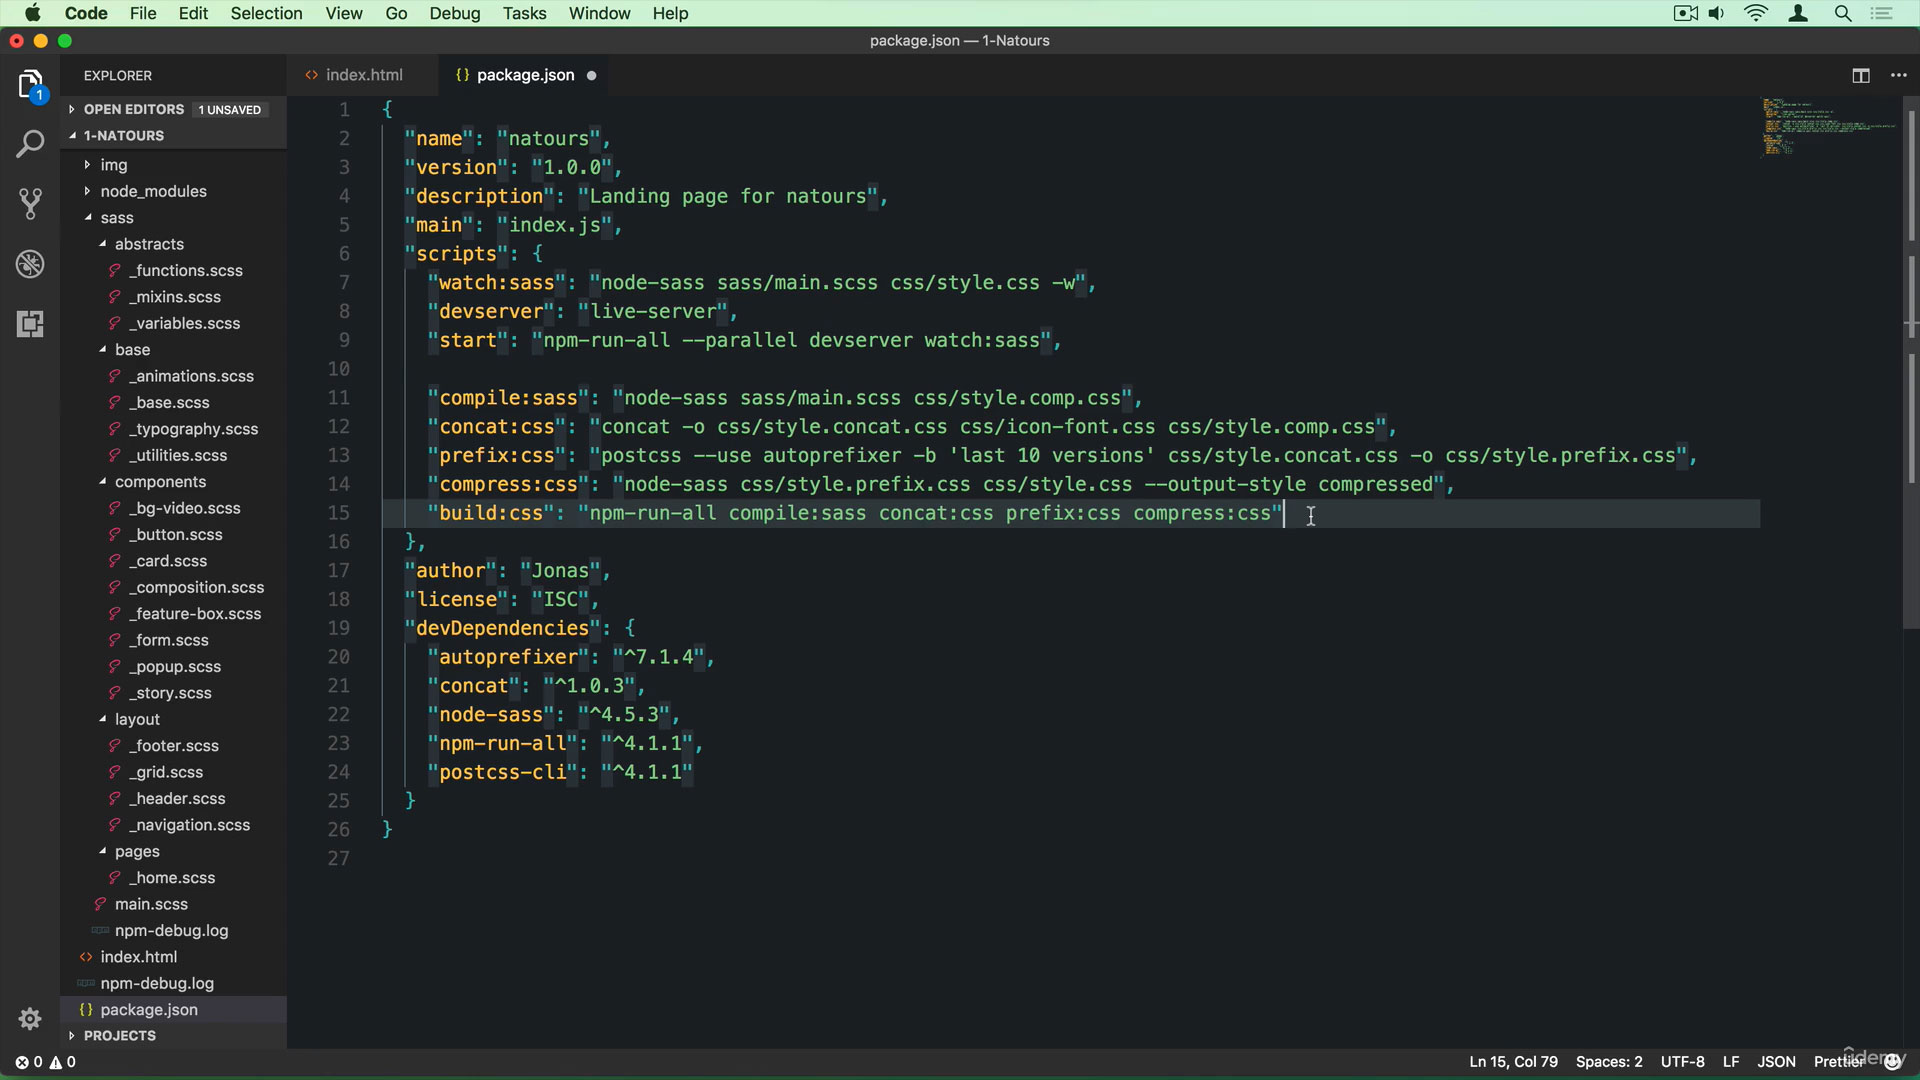 Code File Edit Selection View Go Debug Tasks Window Help
package.json — 1-Natours
EXPLORER
index.html
{} package.json
1
OPEN EDITORS 1 UNSAVED
1-NATOURS
img
node_modules
sass
abstracts
_functions.scss
_mixins.scss
_variables.scss
base
_animations.scss
_base.scss
_typography.scss
_utilities.scss
components
_bg-video.scss
_button.scss
_card.scss
_composition.scss
_feature-box.scss
_form.scss
_popup.scss
_story.scss
layout
_footer.scss
_grid.scss
_header.scss
_navigation.scss
pages
_home.scss
main.scss
npm-debug.log
index.html
npm-debug.log
{} package.json
PROJECTS
1 {
2 "name": "natours",
3 "version": "1.0.0",
4 "description": "Landing page for natours",
5 "main": "index.js",
6 "scripts": {
7 "watch:sass": "node-sass sass/main.scss css/style.css -w",
8 "devserver": "live-server",
9 "start": "npm-run-all --parallel devserver watch:sass",
10
11 "compile:sass": "node-sass sass/main.scss css/style.comp.css",
12 "concat:css": "concat -o css/style.concat.css css/icon-font.css css/style.comp.css",
13 "prefix:css": "postcss --use autoprefixer -b 'last 10 versions' css/style.concat.css -o css/style.prefix.css",
14 "compress:css": "node-sass css/style.prefix.css css/style.css --output-style compressed",
15 "build:css": "npm-run-all compile:sass concat:css prefix:css compress:css"
16 },
17 "author": "Jonas",
18 "license": "ISC",
19 "devDependencies": {
20 "autoprefixer": "^7.1.4",
21 "concat": "^1.0.3",
22 "node-sass": "^4.5.3",
23 "npm-run-all": "^4.1.1",
24 "postcss-cli": "^4.1.1"
25 }
26 }
27
0 0
Ln 15, Col 79 Spaces: 2 UTF-8 LF JSON Prettier
udemy